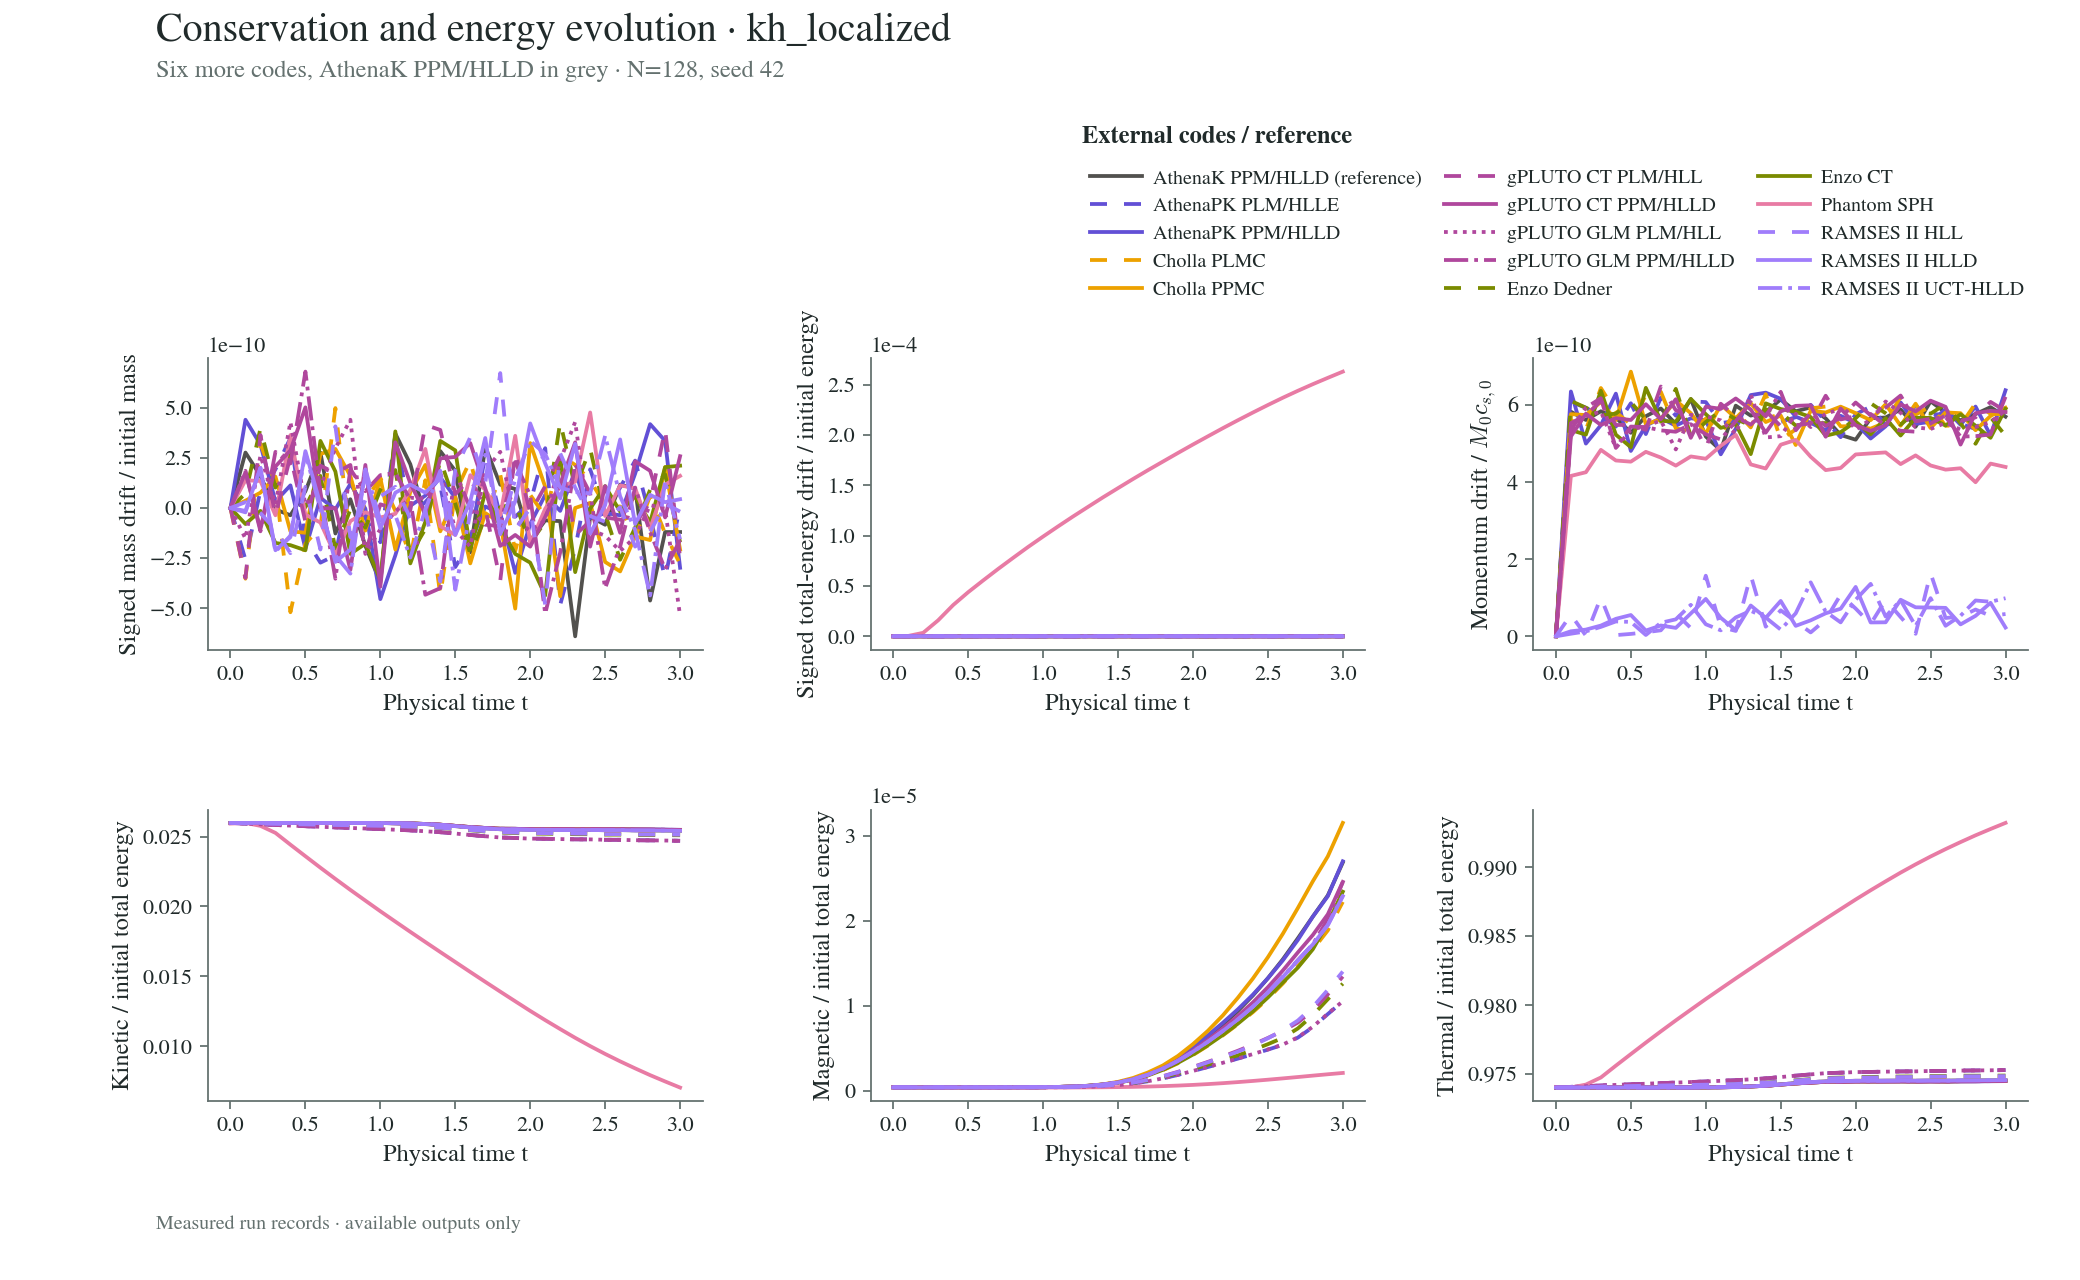 Conservation and energy evolution · kh_localized
Six more codes, AthenaK PPM/HLLD in grey · N=128, seed 42
External codes / reference
AthenaK PPM/HLLD (reference)
AthenaPK PLM/HLLE
AthenaPK PPM/HLLD
Cholla PLMC
Cholla PPMC
gPLUTO CT PLM/HLL
gPLUTO CT PPM/HLLD
gPLUTO GLM PLM/HLL
gPLUTO GLM PPM/HLLD
Enzo Dedner
Enzo CT
Phantom SPH
RAMSES II HLL
RAMSES II HLLD
RAMSES II UCT-HLLD
1e−10
Signed mass drift / initial mass
5.0
2.5
0.0
−2.5
−5.0
0.0 0.5 1.0 1.5 2.0 2.5 3.0
Physical time t
1e−4
Signed total-energy drift / initial energy
2.5
2.0
1.5
1.0
0.5
0.0
0.0 0.5 1.0 1.5 2.0 2.5 3.0
Physical time t
1e−10
Momentum drift / M₀cₛ,₀
6
4
2
0
0.0 0.5 1.0 1.5 2.0 2.5 3.0
Physical time t
Kinetic / initial total energy
0.025
0.020
0.015
0.010
0.0 0.5 1.0 1.5 2.0 2.5 3.0
Physical time t
1e−5
Magnetic / initial total energy
3
2
1
0
0.0 0.5 1.0 1.5 2.0 2.5 3.0
Physical time t
Thermal / initial total energy
0.990
0.985
0.980
0.975
0.0 0.5 1.0 1.5 2.0 2.5 3.0
Physical time t
Measured run records · available outputs only